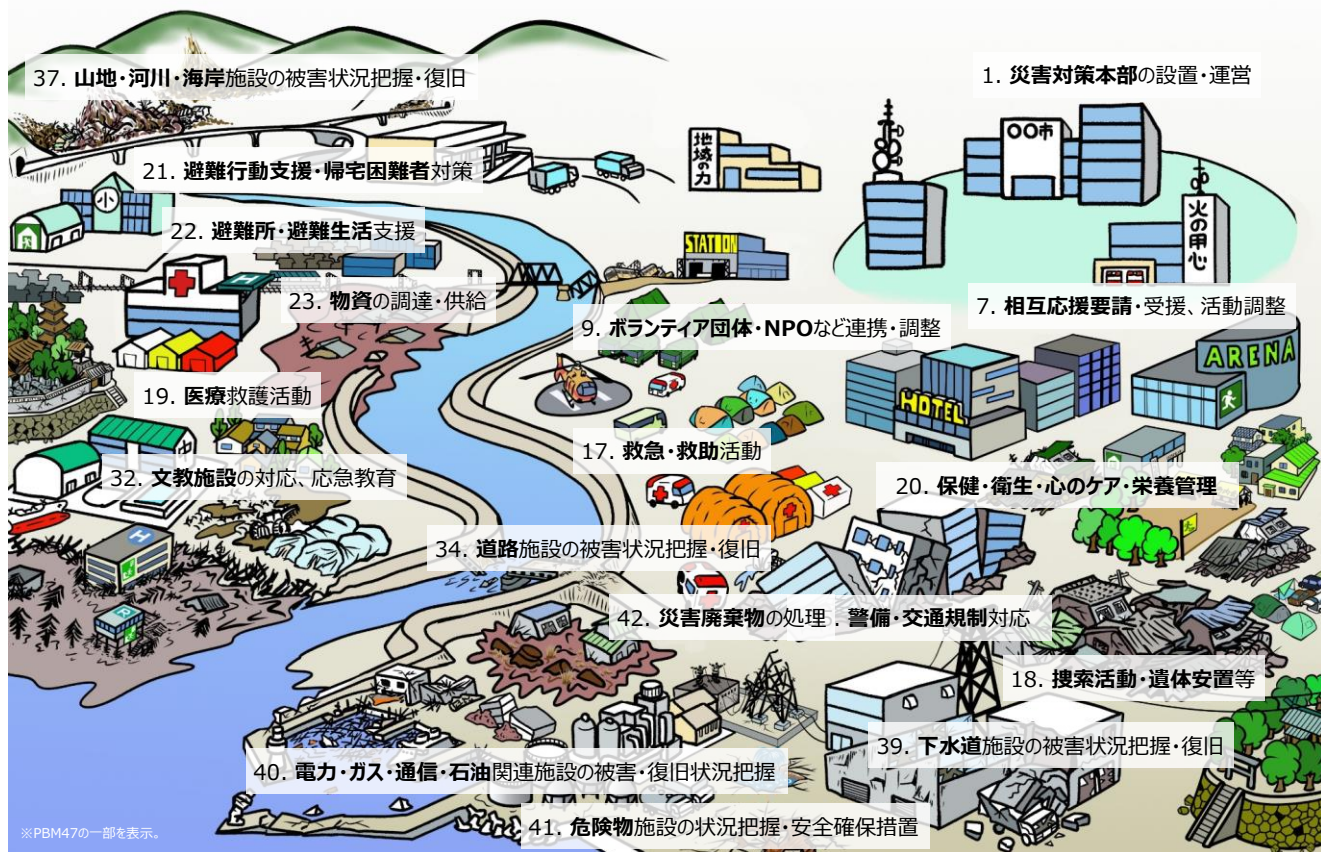 37. 山地・河川・海岸施設の被害状況把握・復旧
1. 災害対策本部の設置・運営
〇〇市
地域の力
21. 避難行動支援・帰宅困難者対策
小
火の用心
22. 避難所・避難生活支援
STATION
H
23. 物資の調達・供給
7. 相互応援要請・受援、活動調整
9. ボランティア団体・NPOなど連携・調整
ARENA
HOTEL
19. 医療救護活動
17. 救急・救助活動
32. 文教施設の対応、応急教育
20. 保健・衛生・心のケア・栄養管理
H
34. 道路施設の被害状況把握・復旧
R
42. 災害廃棄物の処理 . 警備・交通規制対応
18. 捜索活動・遺体安置等
39. 下水道施設の被害状況把握・復旧
40. 電力・ガス・通信・石油関連施設の被害・復旧状況把握
41. 危険物施設の状況把握・安全確保措置
※PBM47の一部を表示。